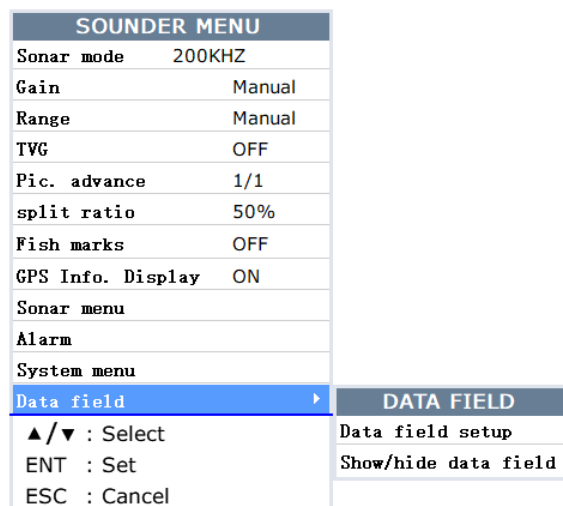 SOUNDER MENU
Sonar mode 200KHZ
Gain Manual
Range Manual
TVG OFF
Pic. advance 1/1
split ratio 50%
Fish marks OFF
GPS Info. Display ON
Sonar menu
Alarm
System menu
Data field
DATA FIELD
Data field setup
Show/hide data field
▲/▼ : Select
ENT : Set
ESC : Cancel